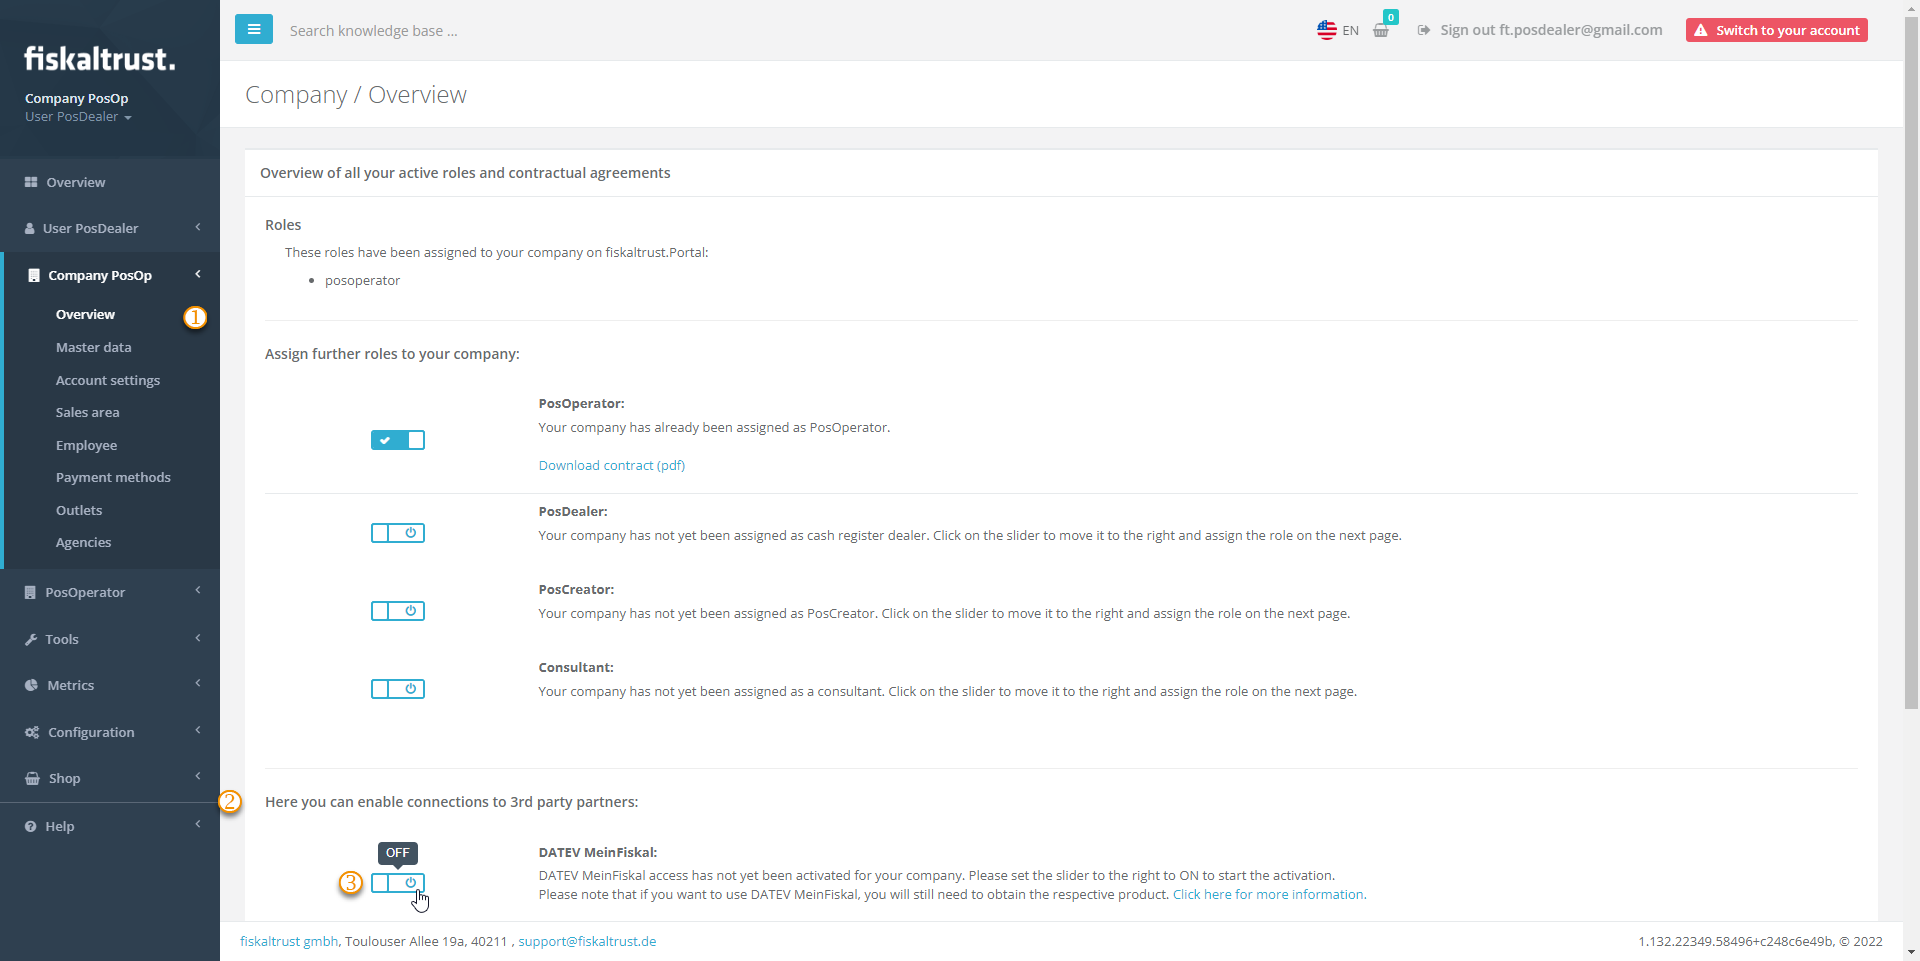 Search knowledge base ...
EN
0
Sign out ft.posdealer@gmail.com
Switch to your account
fiskaltrust.
Company PosOp
User PosDealer
Overview
User PosDealer
Company PosOp
Overview
1
Master data
Account settings
Sales area
Employee
Payment methods
Outlets
Agencies
PosOperator
Tools
Metrics
Configuration
Shop
Help
Company / Overview
Overview of all your active roles and contractual agreements
Roles
These roles have been assigned to your company on fiskaltrust.Portal:
• posoperator
Assign further roles to your company:
PosOperator:
Your company has already been assigned as PosOperator.
Download contract (pdf)
PosDealer:
Your company has not yet been assigned as cash register dealer. Click on the slider to move it to the right and assign the role on the next page.
PosCreator:
Your company has not yet been assigned as PosCreator. Click on the slider to move it to the right and assign the role on the next page.
Consultant:
Your company has not yet been assigned as a consultant. Click on the slider to move it to the right and assign the role on the next page.
2
Here you can enable connections to 3rd party partners:
OFF
3
DATEV MeinFiskal:
DATEV MeinFiskal access has not yet been activated for your company. Please set the slider to the right to ON to start the activation.
Please note that if you want to use DATEV MeinFiskal, you will still need to obtain the respective product. Click here for more information.
fiskaltrust gmbh, Toulouser Allee 19a, 40211 , support@fiskaltrust.de
1.132.22349.58496+c248c6e49b, © 2022